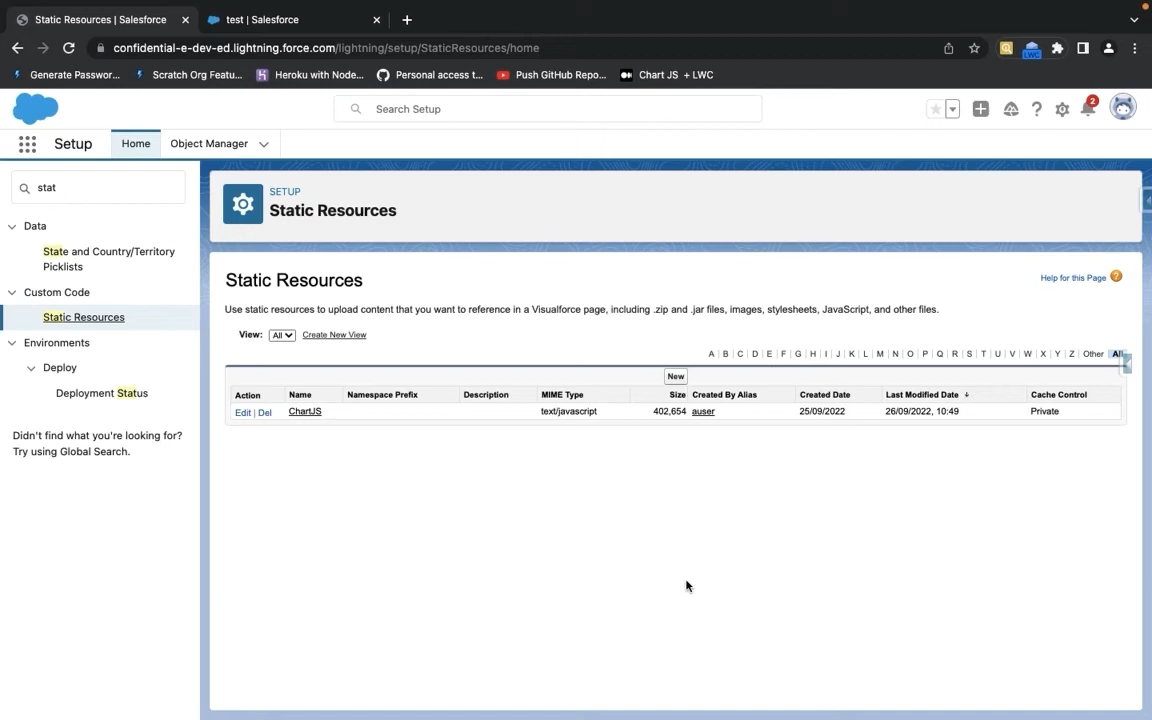 Static Resources | Salesforce
test | Salesforce
confidential-e-dev-ed.lightning.force.com/lightning/setup/StaticResources/home
Generate Passwor...
Scratch Org Featu...
Heroku with Node...
Personal access t...
Push GitHub Repo...
Chart JS + LWC
LWC
Search Setup
2
Setup
Home
Object Manager
stat
Data
State and Country/Territory
Picklists
Custom Code
Static Resources
Environments
Deploy
Deployment Status
Didn't find what you're looking for?
Try using Global Search.
SETUP
Static Resources
Static Resources
Help for this Page ?
Use static resources to upload content that you want to reference in a Visualforce page, including .zip and .jar files, images, stylesheets, JavaScript, and other files.
View: All Create New View
A | B | C | D | E | F | G | H | I | J | K | L | M | N | O | P | Q | R | S | T | U | V | W | X | Y | Z | Other | All
New
Action Name Namespace Prefix Description MIME Type Size Created By Alias Created Date Last Modified Date Cache Control
Edit | Del ChartJS text/javascript 402,654 auser 25/09/2022 26/09/2022, 10:49 Private